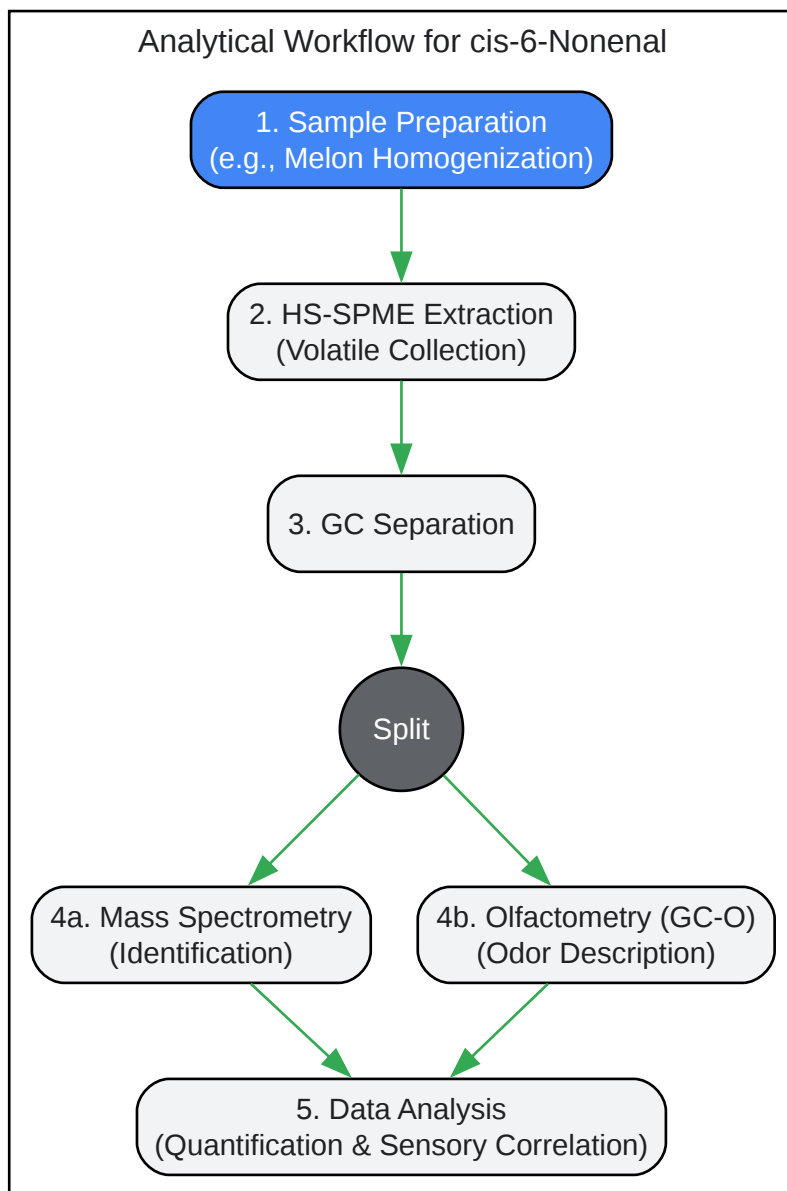 Analytical Workflow for cis-6-Nonenal
1. Sample Preparation
(e.g., Melon Homogenization)
2. HS-SPME Extraction
(Volatile Collection)
3. GC Separation
Split
4a. Mass Spectrometry
(Identification)
4b. Olfactometry (GC-O)
(Odor Description)
5. Data Analysis
(Quantification & Sensory Correlation)